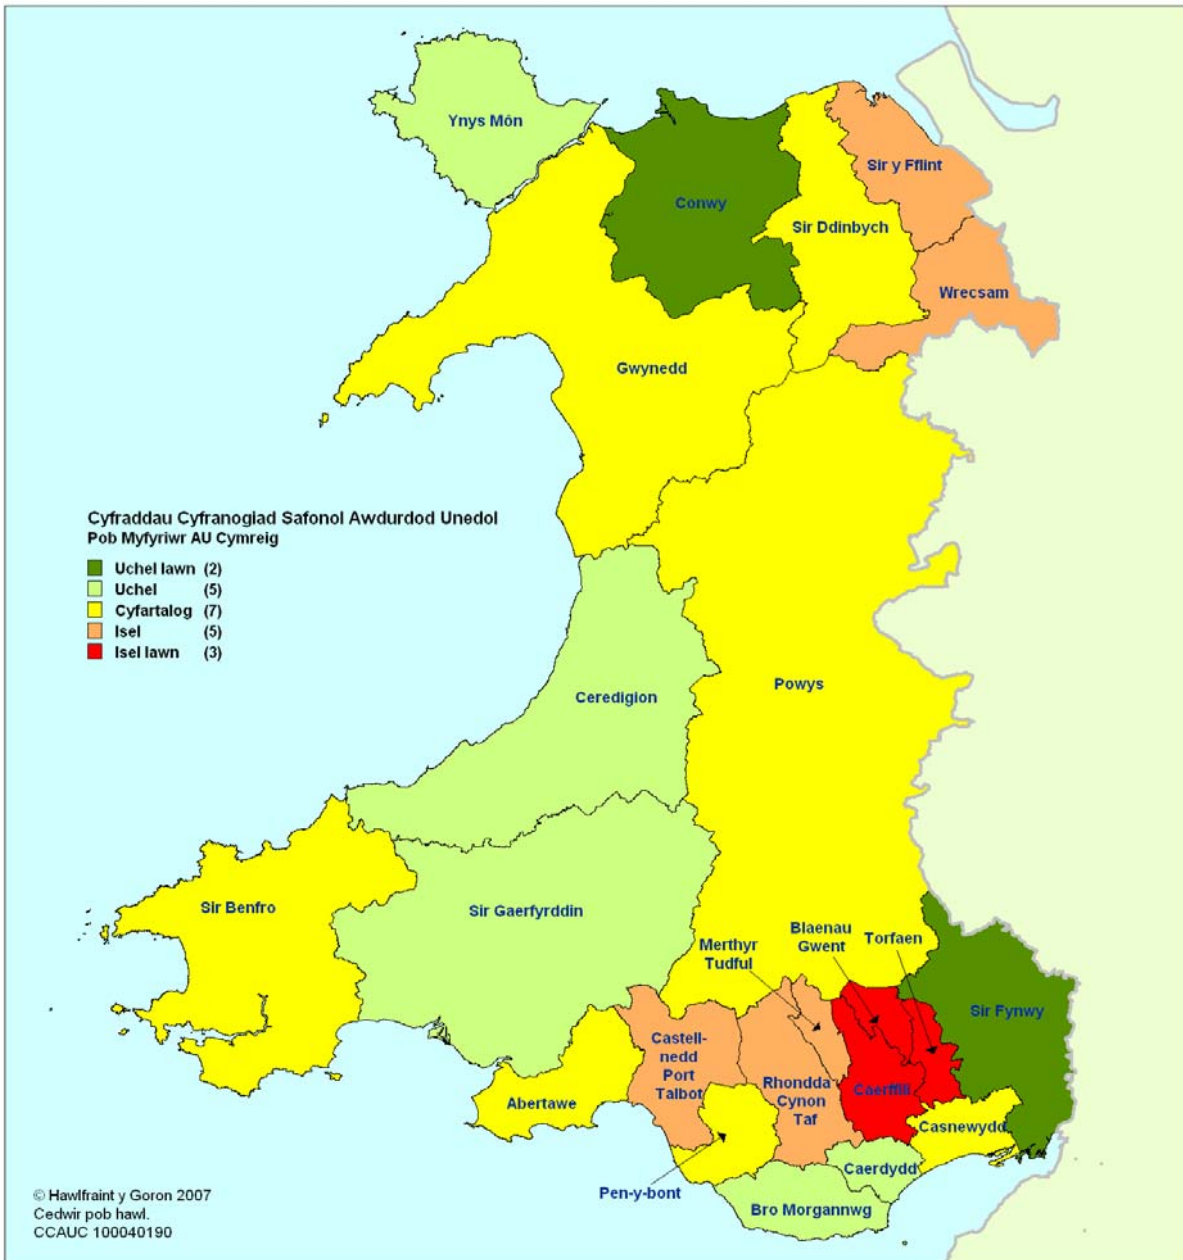 Ynys Môn
Conwy
Sir y Fflint
Sir Ddinbych
Wrecsam
Gwynedd
Cyfraddau Cyfranogiad Safonol Awdurdod Unedol
Pob Myfyriwr AU Cymreig
Uchel Iawn (2)
Uchel (5)
Cyfartalog (7)
Isel (5)
Isel Iawn (3)
Ceredigion
Powys
Sir Benfro
Sir Gaerfyrddin
Merthyr
Tudful
Blaenau
Gwent
Torfaen
Sir Fynwy
Castell-
nedd
Port
Talbot
Rhondda
Cynon
Taf
Caerffili
Abertawe
Casnewydd
Caerdydd
Pen-y-bont
Bro Morgannwg
© Hawlfraint y Goron 2007
Cedwir pob hawl.
CCAUC 100040190